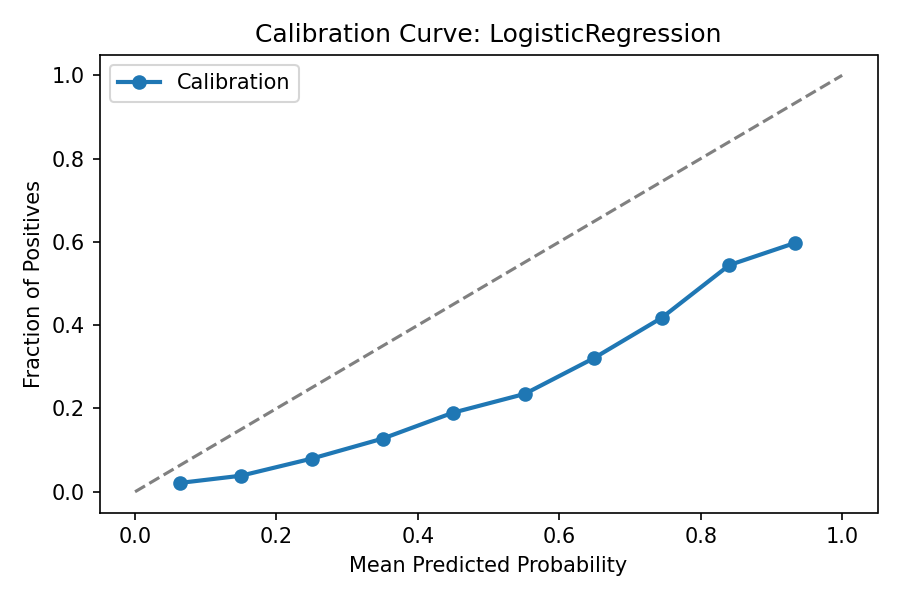 Calibration Curve: LogisticRegression
Calibration
1.0
0.8
0.6
0.4
0.2
0.0
Fraction of Positives
0.0 0.2 0.4 0.6 0.8 1.0
Mean Predicted Probability